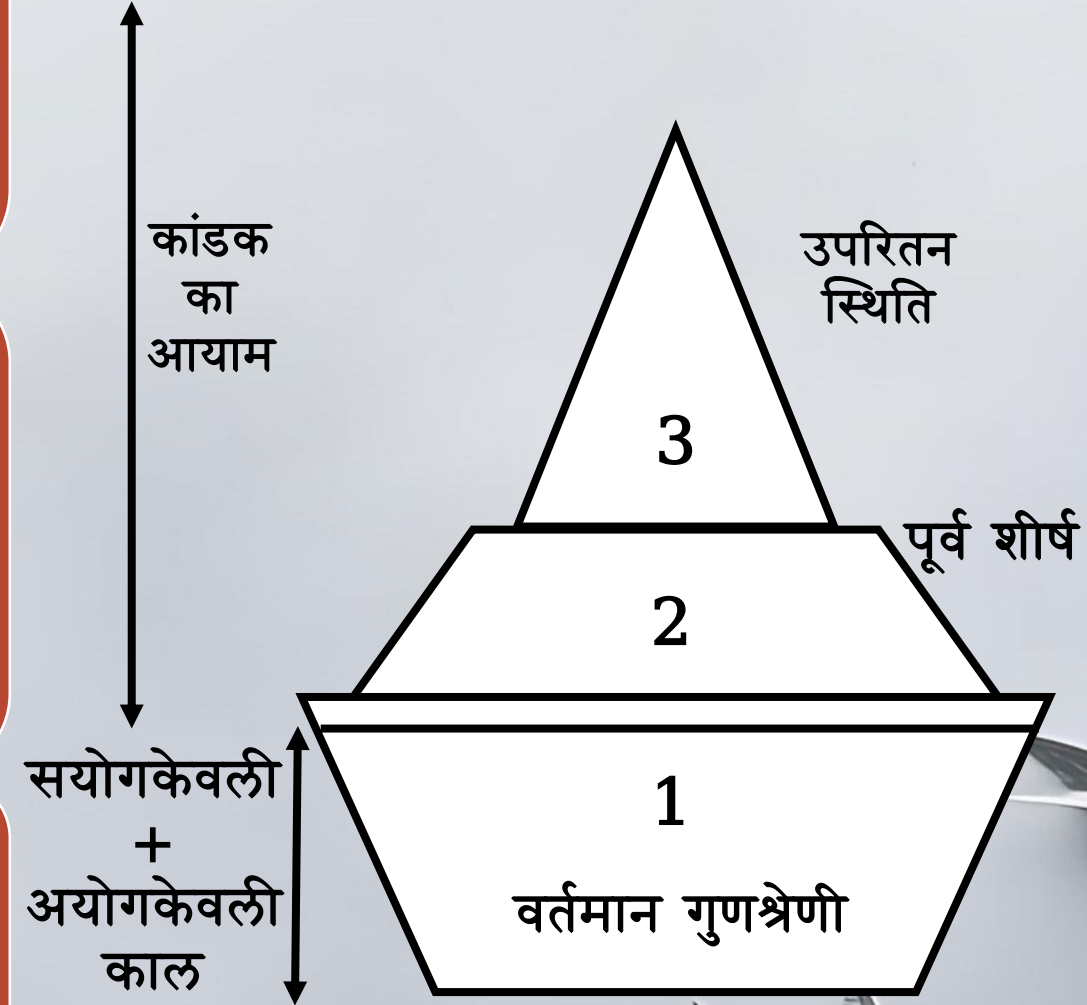 कांडक
का
आयाम
उपरितन
स्थिति
3
पूर्व शीर्ष
2
सयोगकेवली
+
अयोगकेवली
काल
1
वर्तमान गुणश्रेणी